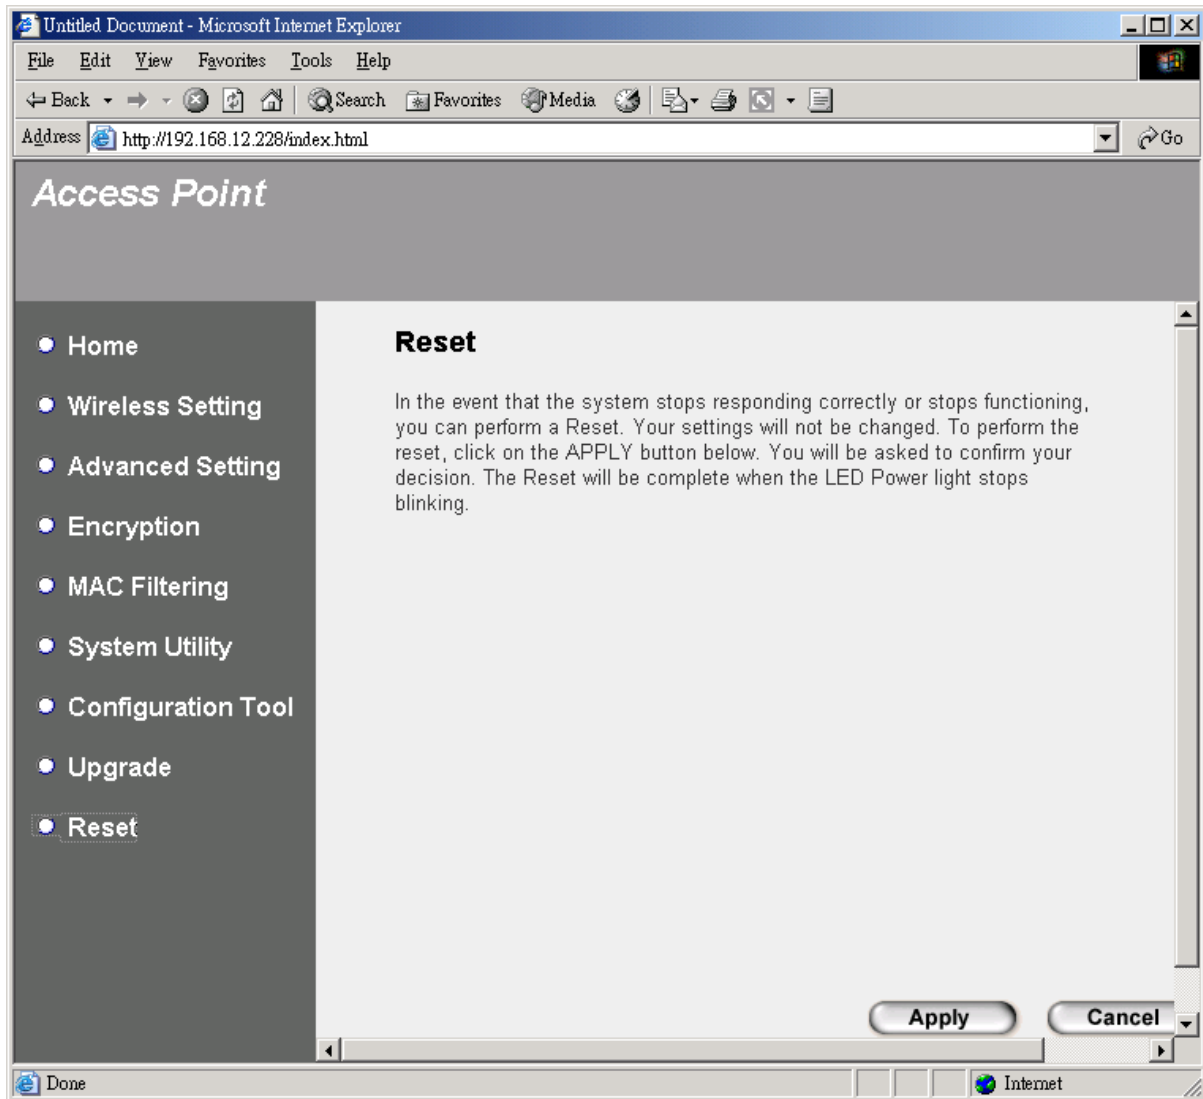 Untitled Document - Microsoft Internet Explorer
File Edit View Favorites Tools Help
Back Search Favorites Media
Address http://192.168.12.228/index.html Go
Access Point
Home
Wireless Setting
Advanced Setting
Encryption
MAC Filtering
System Utility
Configuration Tool
Upgrade
Reset
Reset
In the event that the system stops responding correctly or stops functioning,
you can perform a Reset. Your settings will not be changed. To perform the
reset, click on the APPLY button below. You will be asked to confirm your
decision. The Reset will be complete when the LED Power light stops
blinking.
Apply Cancel
Done Internet